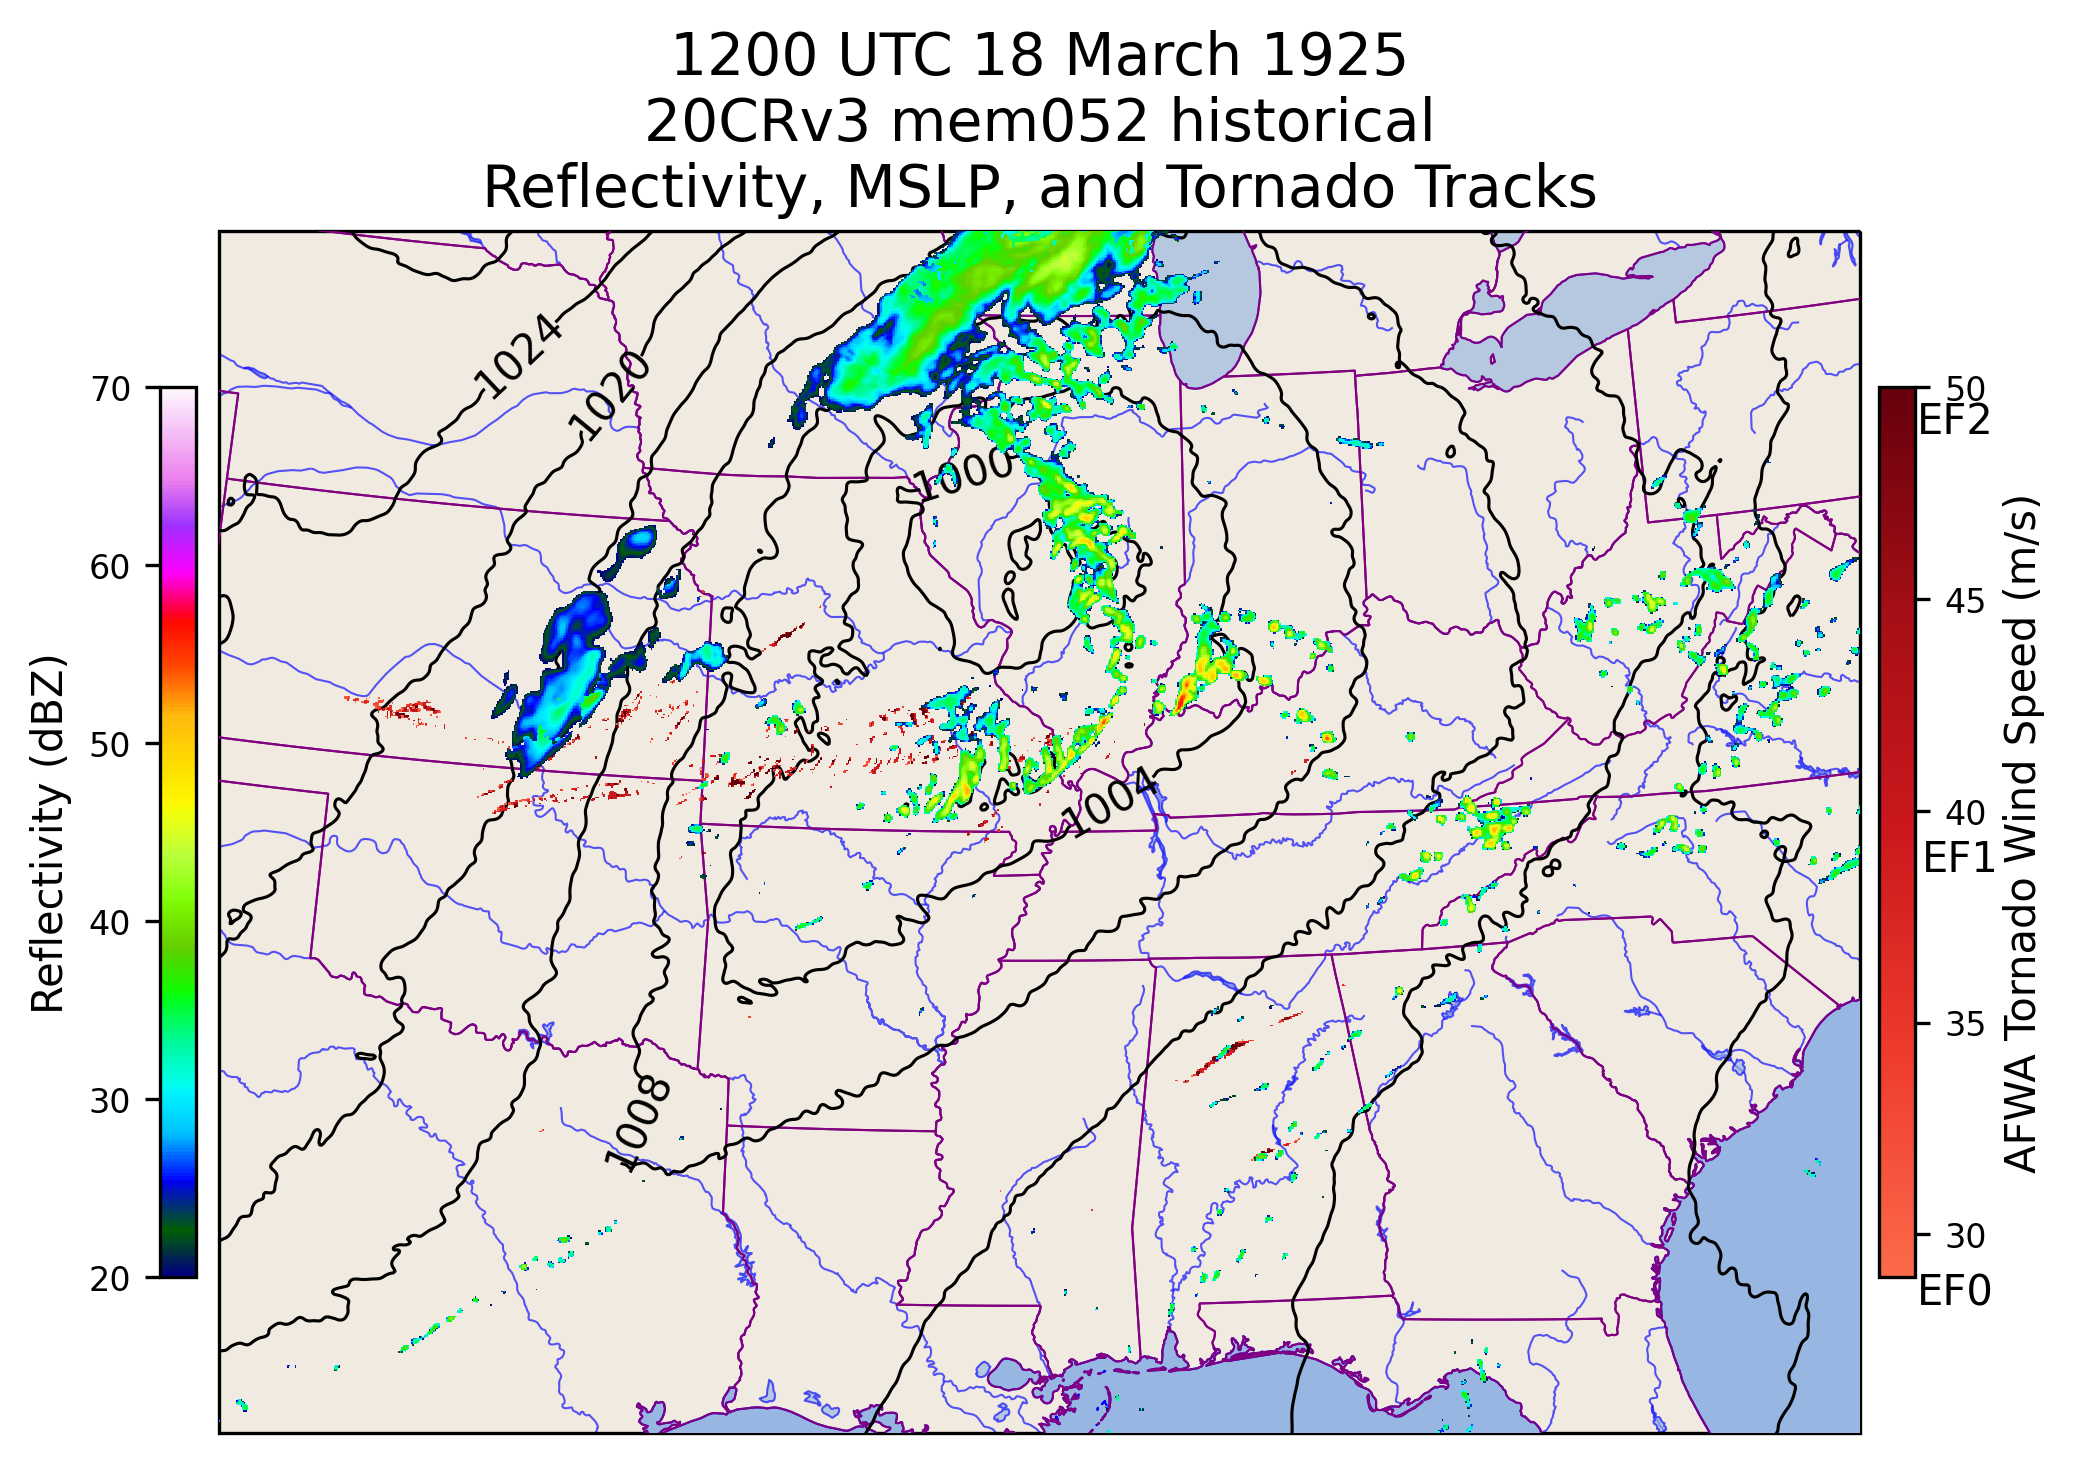 1200 UTC 18 March 1925
20CRv3 mem052 historical
Reflectivity, MSLP, and Tornado Tracks
70
60
50
40
30
20
Reflectivity (dBZ)
1024
1020
1000
1004
1008
8
50
EF2
45
40
EF1
35
30
EF0
AFWA Tornado Wind Speed (m/s)